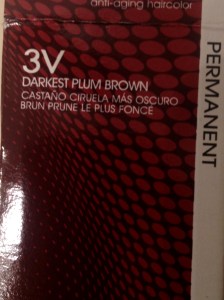 anti-aging haircolor
3V
DARKEST PLUM BROWN
CASTAÑO CIRUELA MÁS OSCURO
BRUN PRUNE LE PLUS FONCÉ
PERMANENT